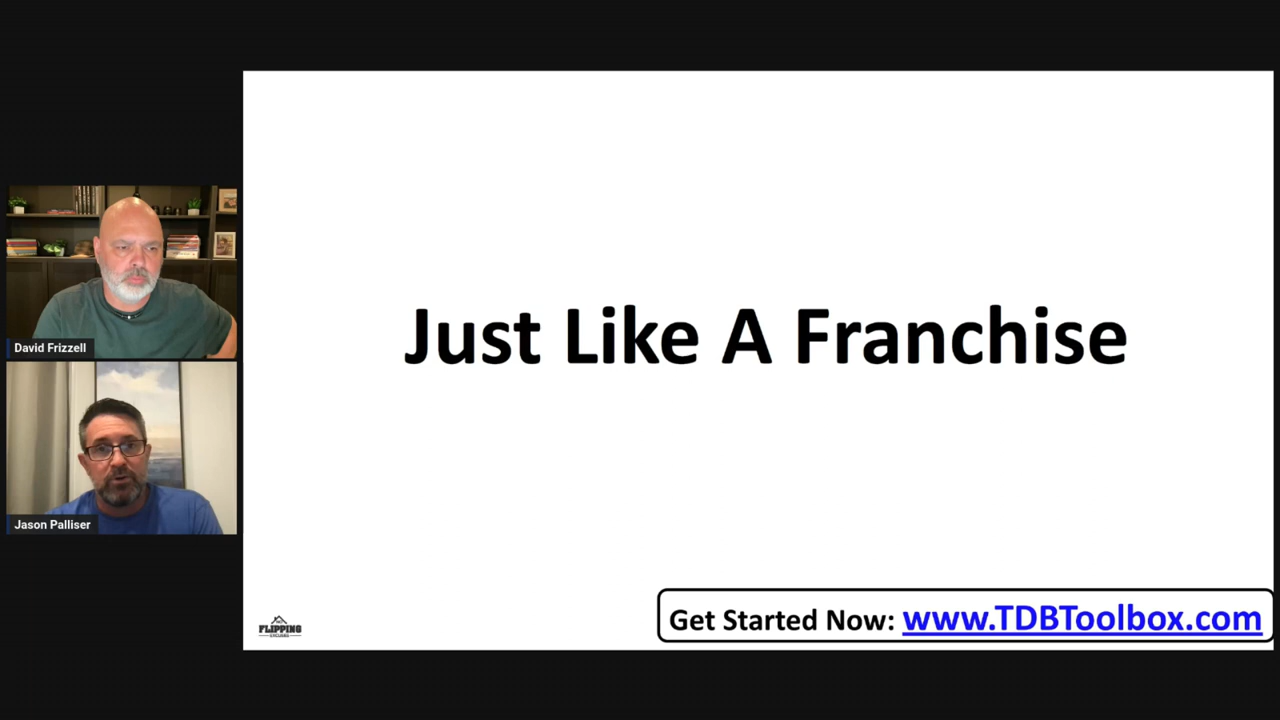 David Frizzell
Jason Palliser
Just Like A Franchise
FLIPPING
Get Started Now: www.TDBToolbox.com